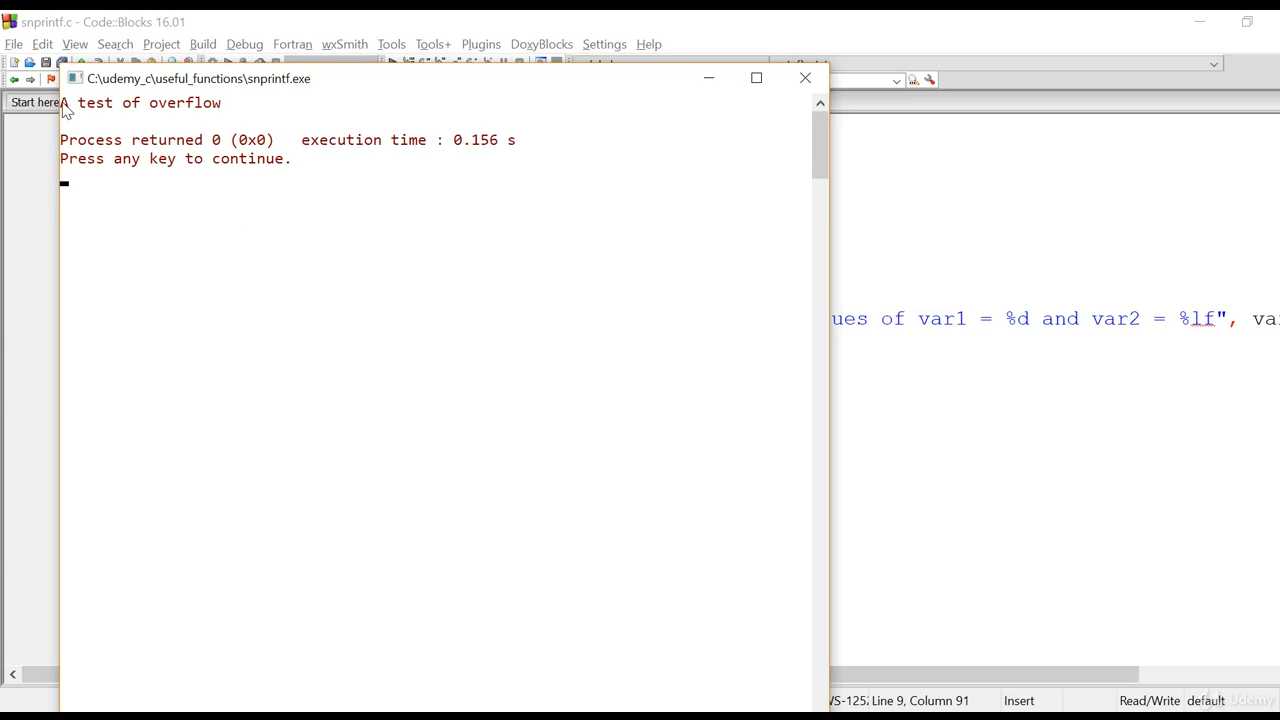 snprintf.c - Code::Blocks 16.01
File Edit View Search Project Build Debug Fortran wxSmith Tools Tools+ Plugins DoxyBlocks Settings Help
C:\udemy_c\useful_functions\snprintf.exe
Start here
A test of overflow
Process returned 0 (0x0)   execution time : 0.156 s
Press any key to continue.
ues of var1 = %d and var2 = %lf", va
Line 9, Column 91 Insert Read/Write default
Udemy